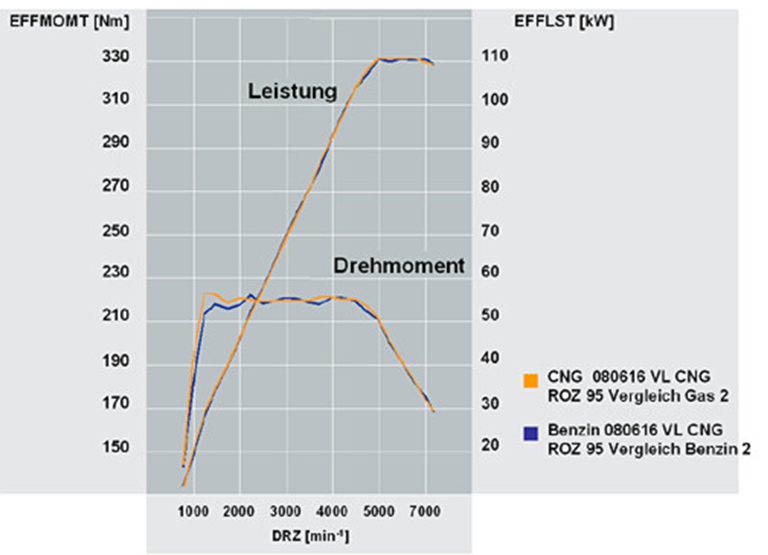 EFFMOMT [Nm]
EFFLST [kW]
330
310
290
270
250
230
210
190
170
150
110
100
90
80
70
60
50
40
30
20
Leistung
Drehmoment
CNG 080616 VL CNG
ROZ 95 Vergleich Gas 2
Benzin 080616 VL CNG
ROZ 95 Vergleich Benzin 2
1000 2000 3000 4000 5000 7000
DRZ [min-¹]